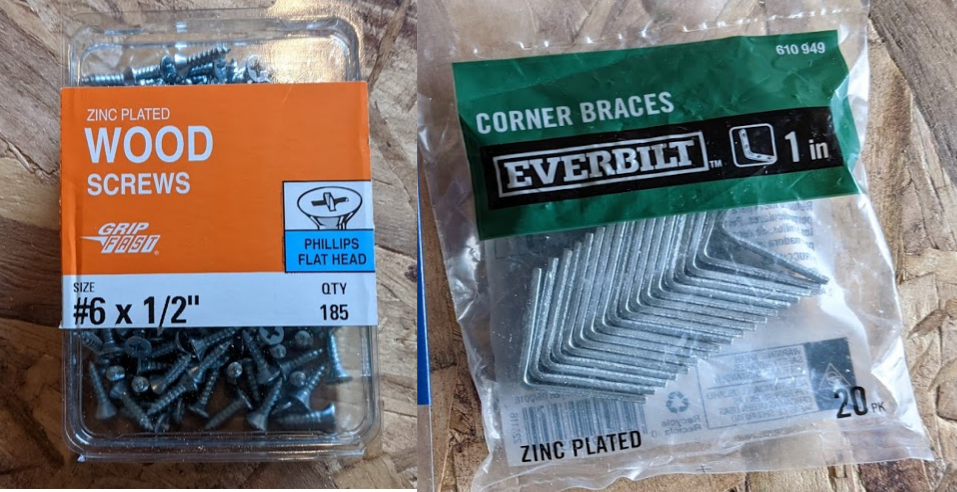 ZINC PLATED
WOOD
SCREWS
GRIP
FAST®
PHILLIPS
FLAT HEAD
SIZE
#6 x 1/2"
QTY
185
610 949
CORNER BRACES
EVERBILT™
1 in
20 PK
ZINC PLATED